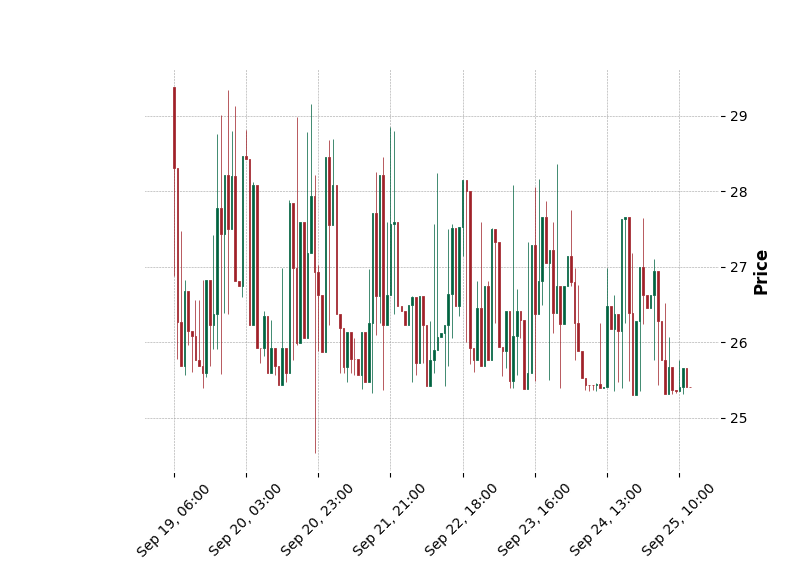 29
28
27
26
25
Price
Sep 19, 06:00
Sep 20, 03:00
Sep 20, 23:00
Sep 21, 21:00
Sep 22, 18:00
Sep 23, 16:00
Sep 24, 13:00
Sep 25, 10:00